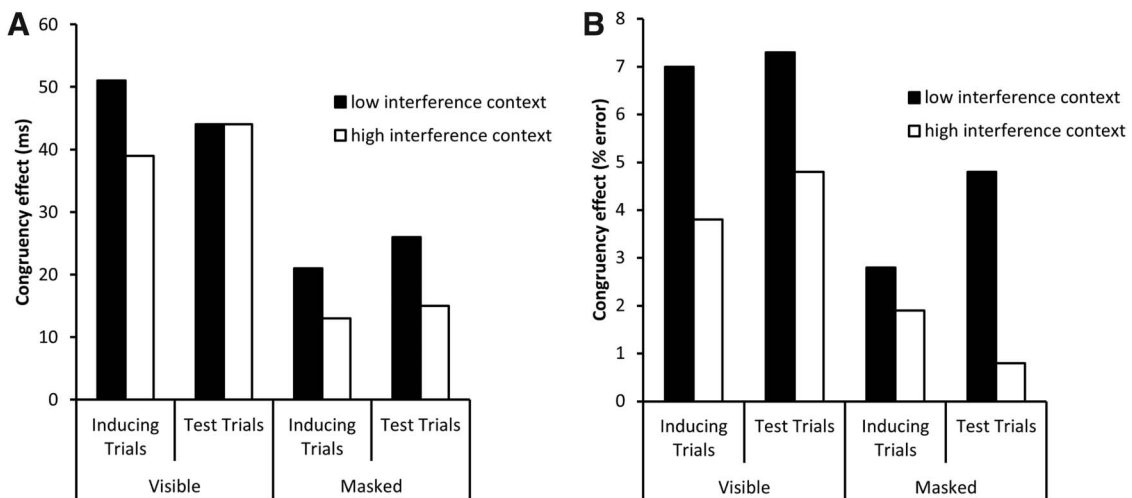 A
Congruency effect (ms)
60
50
40
30
20
10
0
low interference context
high interference context
Inducing
Trials
Test Trials
Inducing
Trials
Test Trials
Visible
Masked
B
Congruency effect (% error)
8
7
6
5
4
3
2
1
0
low interference context
high interference context
Inducing
Trials
Test Trials
Inducing
Trials
Test Trials
Visible
Masked